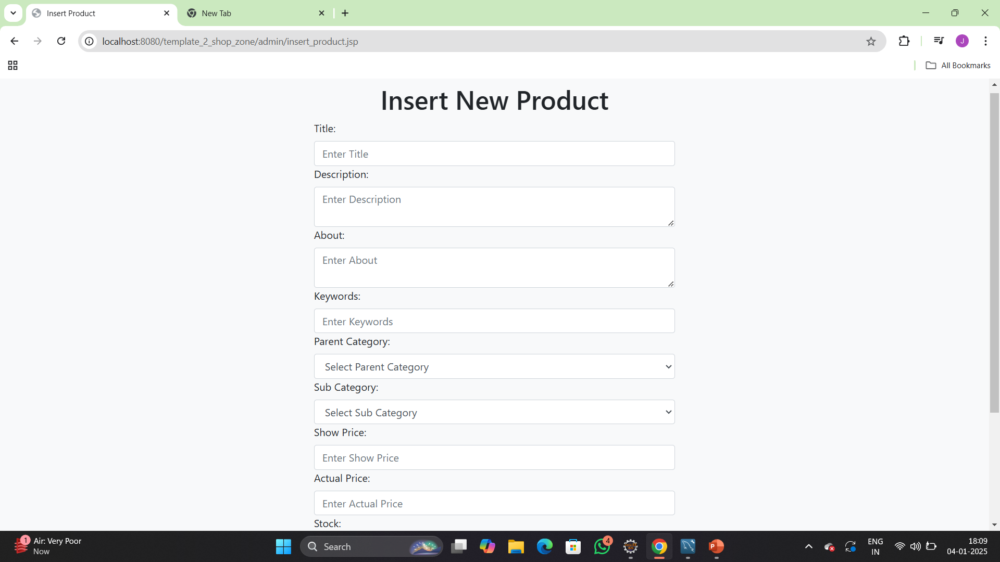 Insert Product
New Tab
localhost:8080/template_2_shop_zone/admin/insert_product.jsp
J
All Bookmarks
Insert New Product
Title:
Enter Title
Description:
Enter Description
About:
Enter About
Keywords:
Enter Keywords
Parent Category:
Select Parent Category
Sub Category:
Select Sub Category
Show Price:
Enter Show Price
Actual Price:
Enter Actual Price
Stock:
1
Air: Very Poor
Now
Search
4
P
ENG
IN
18:09
04-01-2025